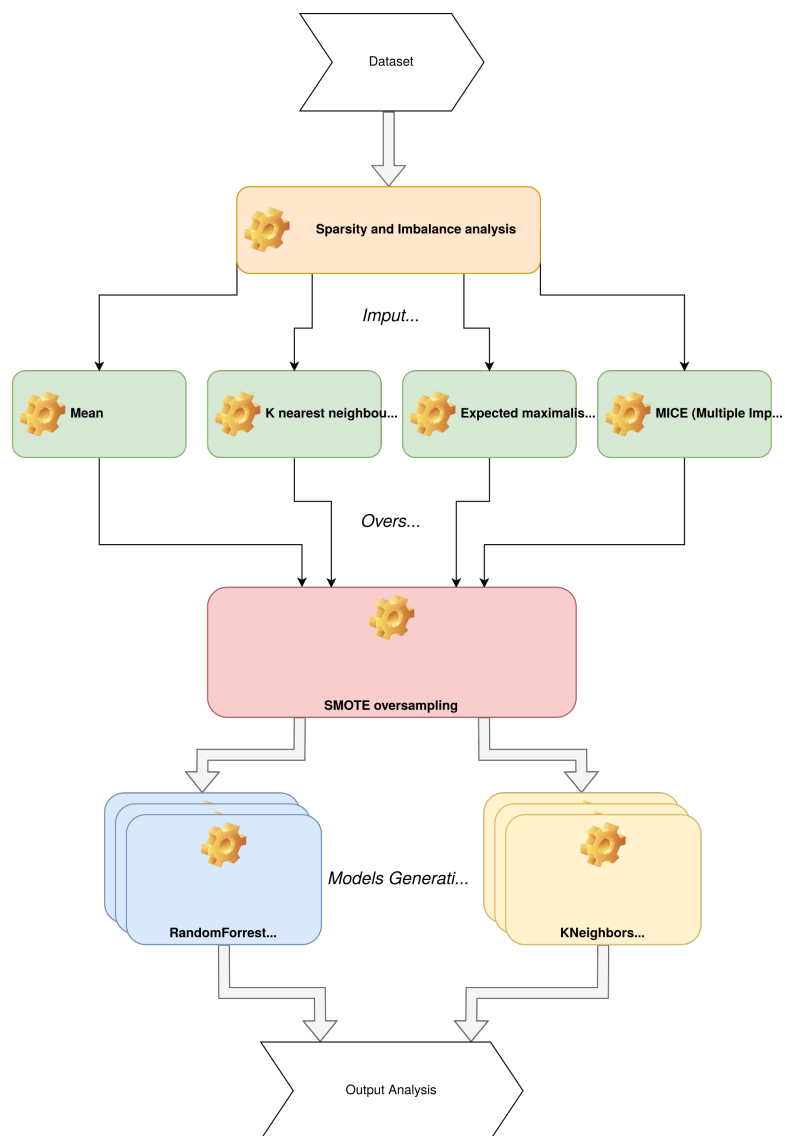 Dataset
Sparsity and Imbalance analysis
Imput...
Mean
K nearest neighbou...
Expected maximalis...
MICE (Multiple Imp...
Overs...
SMOTE oversampling
Models Generati...
RandomForrest...
KNeighbors...
Output Analysis